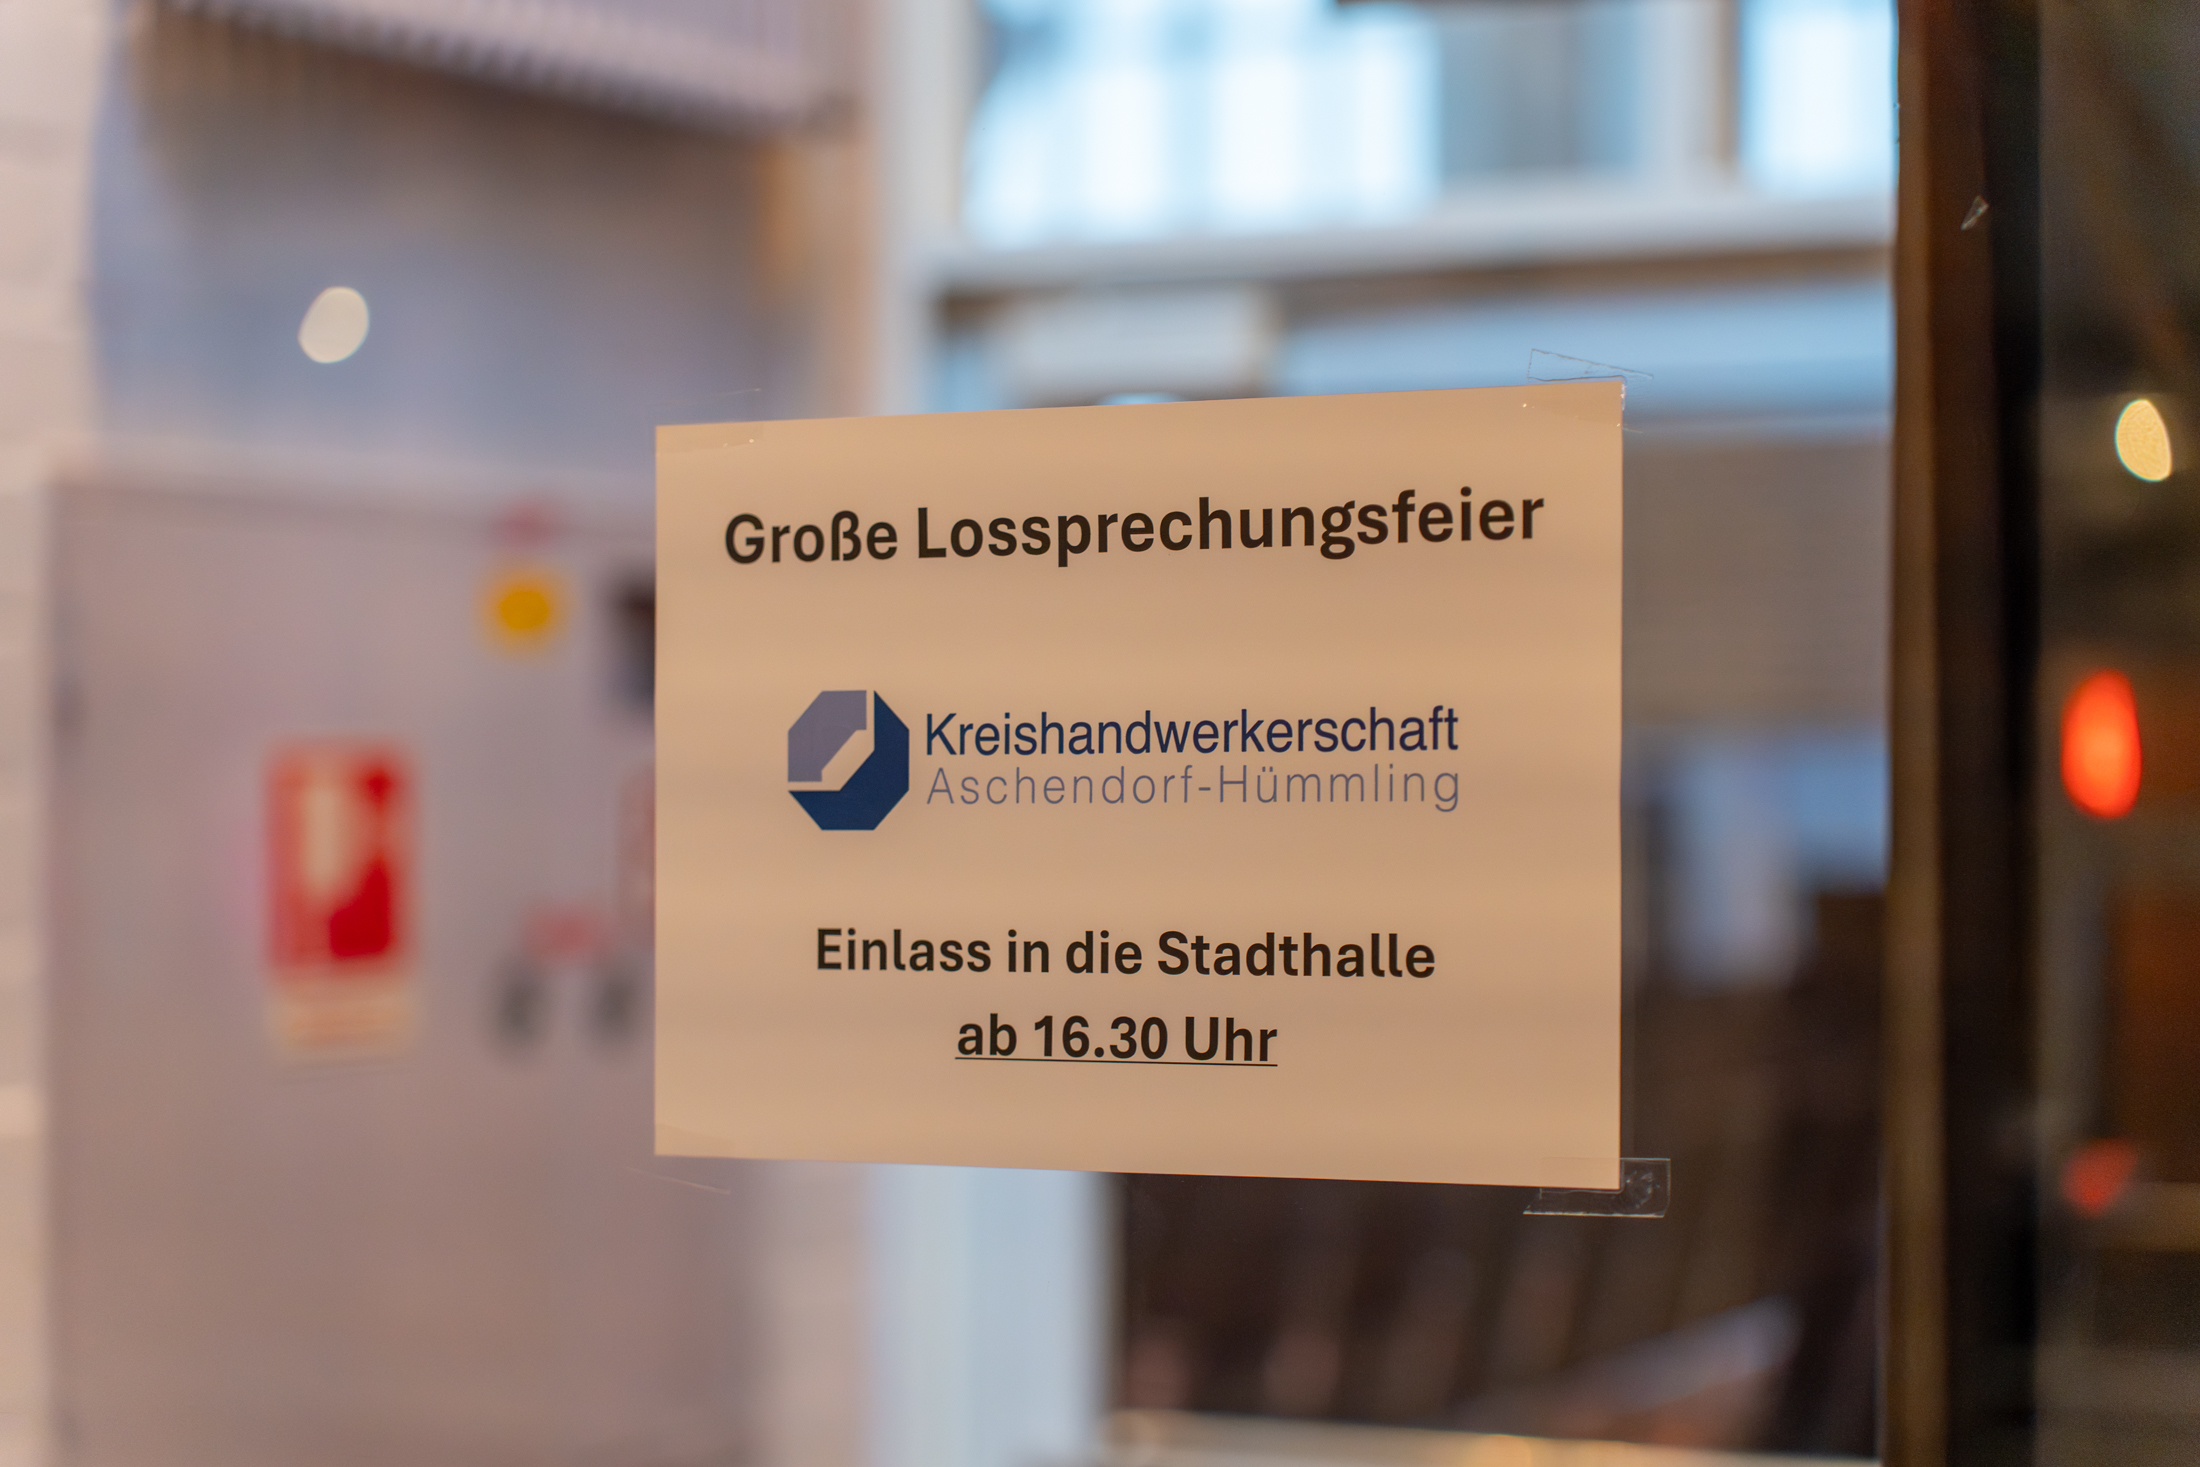 Große Lossprechungsfeier
Kreishandwerkerschaft
Aschendorf-Hümmling
Einlass in die Stadthalle
ab 16.30 Uhr